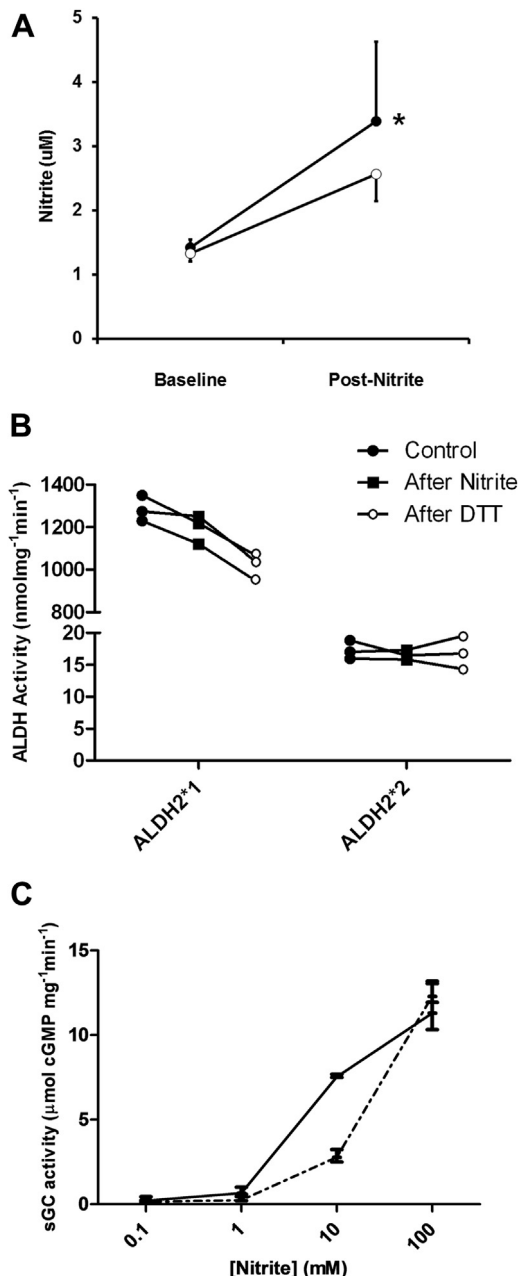 A
5
4
3
2
1
0
Nitrite (uM)
*
Baseline
Post-Nitrite
B
Control
After Nitrite
After DTT
1400
1200
1000
800
20
15
10
5
0
ALDH Activity (nmolmg⁻¹min⁻¹)
ALDH2*1
ALDH2*2
C
15
10
5
0
sGC activity (μmol cGMP mg⁻¹min⁻¹)
0.1
1
10
100
[Nitrite] (mM)